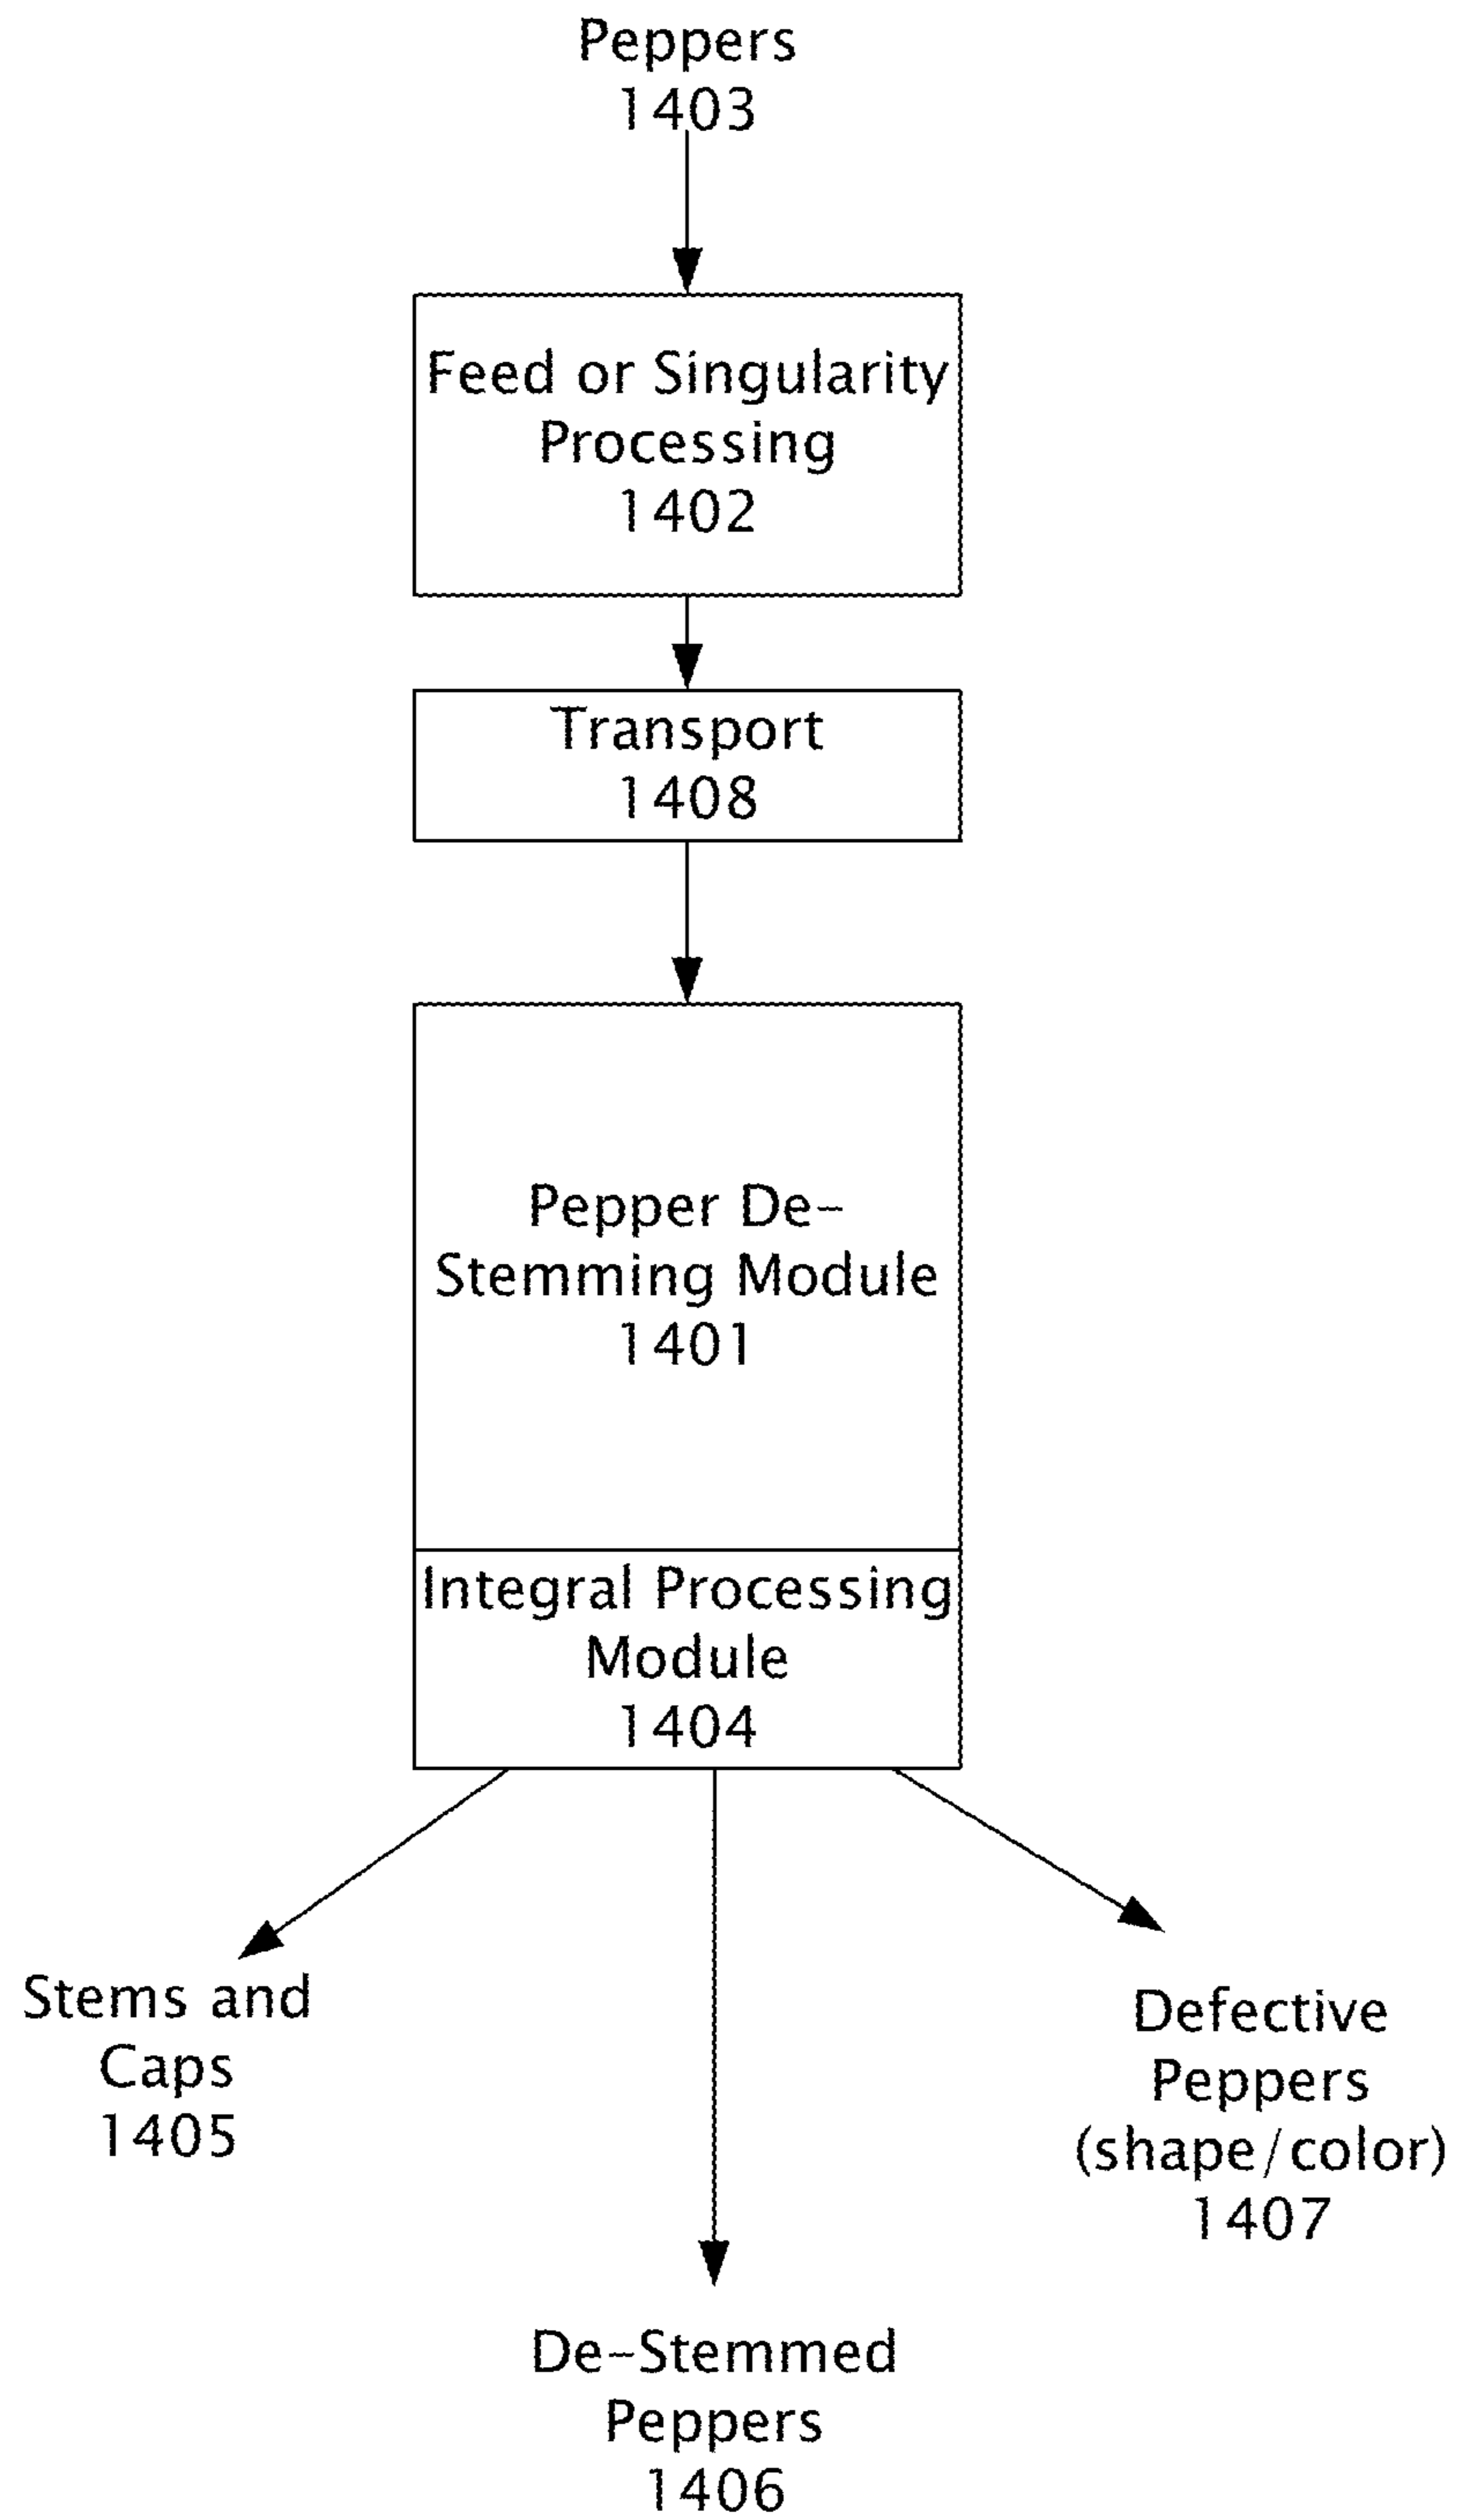 Peppers
1403
Feed or Singularity
Processing
1402
Transport
1408
Pepper De-
Stemming Module
1401
Integral Processing
Module
1404
Stems and
Caps
1405
Defective
Peppers
(shape/color)
1407
De-Stemmed
Peppers
1406